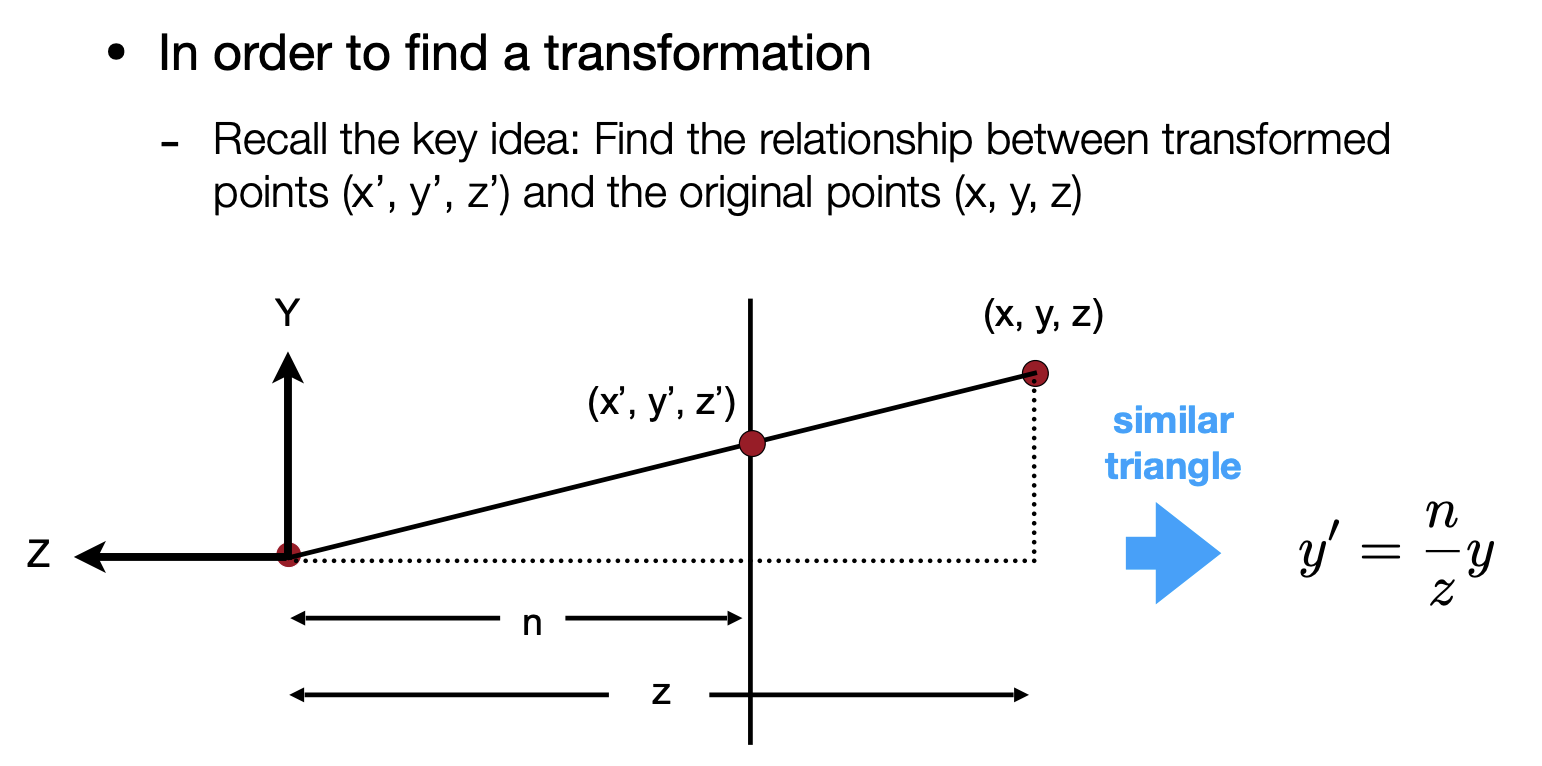 • In order to find a transformation
- Recall the key idea: Find the relationship between transformed
points (x’, y’, z’) and the original points (x, y, z)
Y
(x, y, z)
(x’, y’, z’)
similar
triangle
Z
y′ = n/z y
n
z